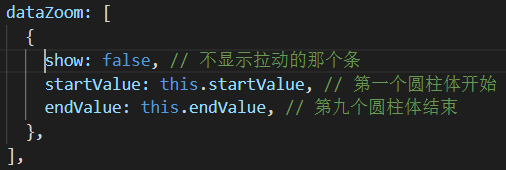 dataZoom: [
{
show: false, // 不显示拉动的那个条
startValue: this.startValue, // 第一个圆柱体开始
endValue: this.endValue, // 第九个圆柱体结束
},
],